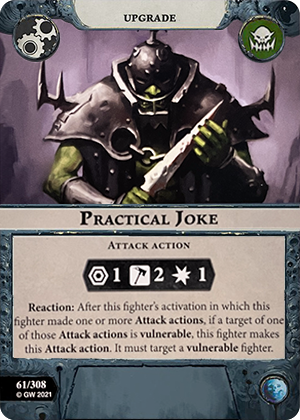 UPGRADE
PRACTICAL JOKE
ATTACK ACTION
1 2 1
Reaction: After this fighter's activation in which this
fighter made one or more Attack actions, if a target of one
of those Attack actions is vulnerable, this fighter makes
this Attack action. It must target a vulnerable fighter.
61/308
© GW 2021